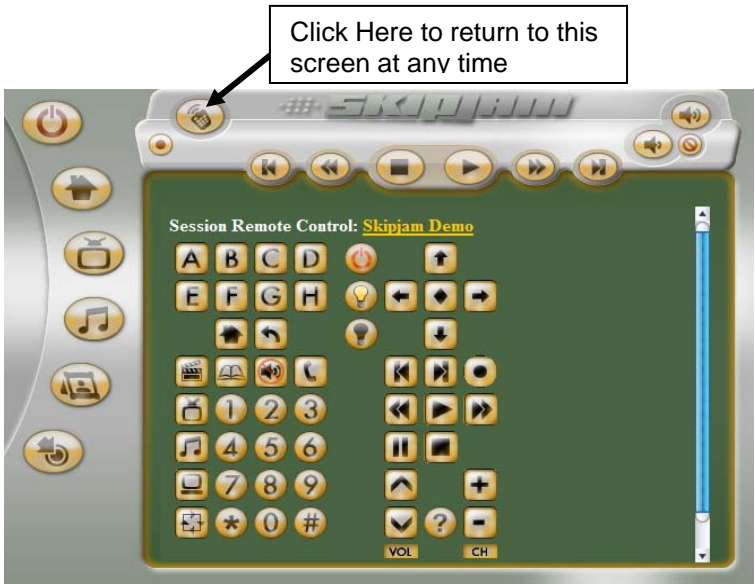 Click Here to return to this
screen at any time
SKIPJAM
Session Remote Control: Skipjam Demo
A B C D
E F G H
1 2 3
4 5 6
7 8 9
* 0 # ?
VOL CH